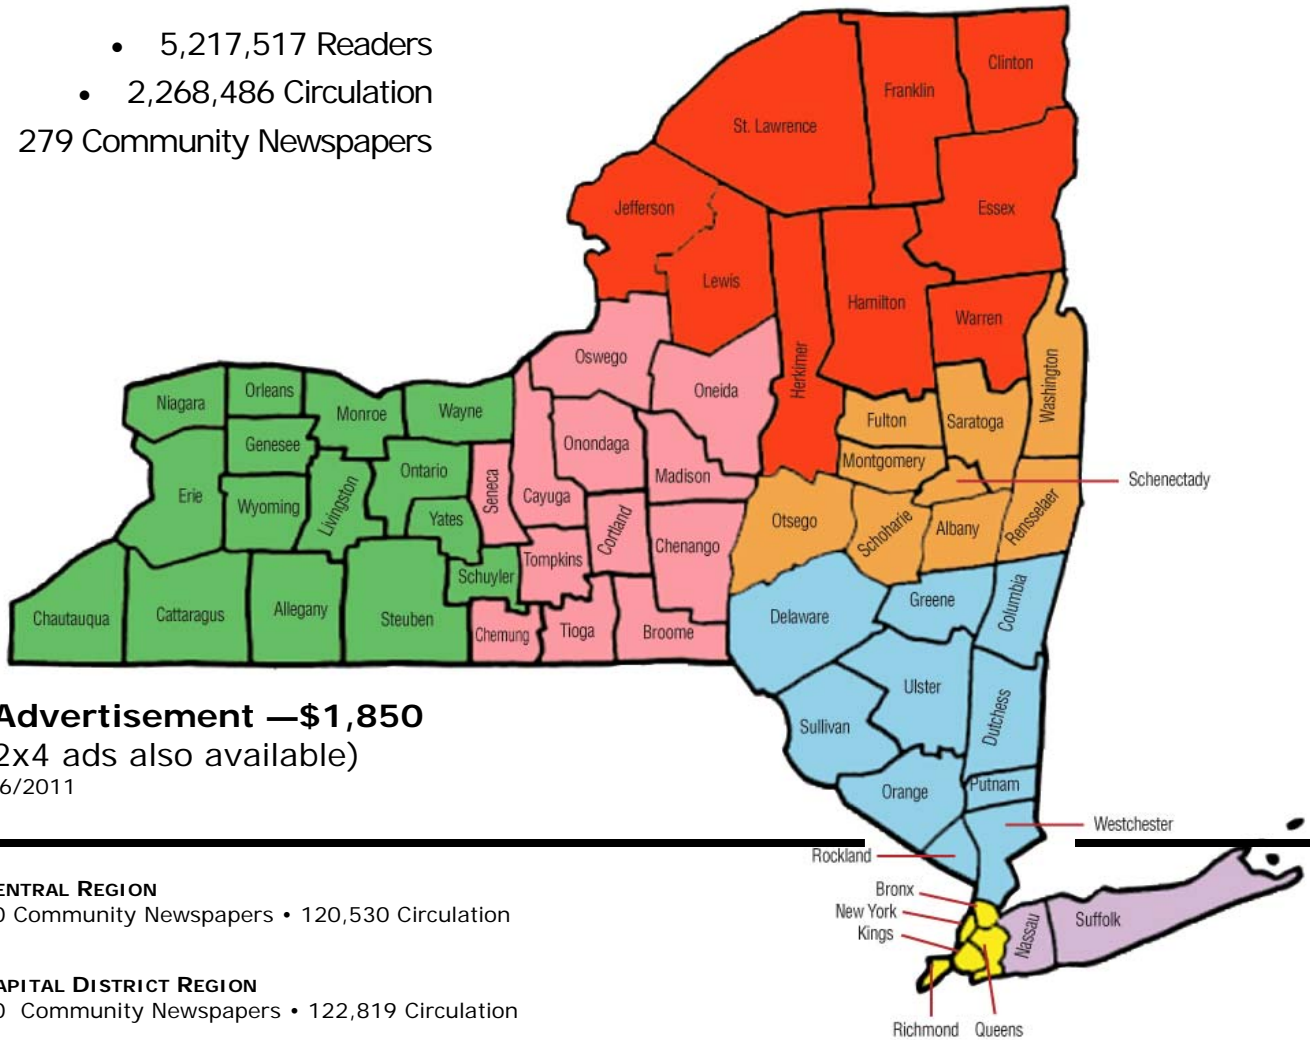 • 5,217,517 Readers
• 2,268,486 Circulation
279 Community Newspapers
Clinton
Franklin
St. Lawrence
Jefferson
Essex
Lewis
Hamilton
Warren
Herkimer
Oswego
Oneida
Washington
Niagara
Orleans
Monroe
Wayne
Fulton
Saratoga
Genesee
Onondaga
Madison
Montgomery
Ontario
Seneca
Schenectady
Erie
Wyoming
Livingston
Cayuga
Yates
Cortland
Otsego
Schoharie
Albany
Rensselaer
Chenango
Tompkins
Schuyler
Chautauqua
Cattaragus
Allegany
Steuben
Chemung
Tioga
Broome
Delaware
Greene
Columbia
Ulster
Dutchess
Sullivan
Advertisement —$1,850
2x4 ads also available)
6/2011
Orange
Putnam
Westchester
Rockland
ENTRAL REGION
0 Community Newspapers • 120,530 Circulation
Bronx
New York
Kings
Nassau
Suffolk
APITAL DISTRICT REGION
0 Community Newspapers • 122,819 Circulation
Richmond
Queens